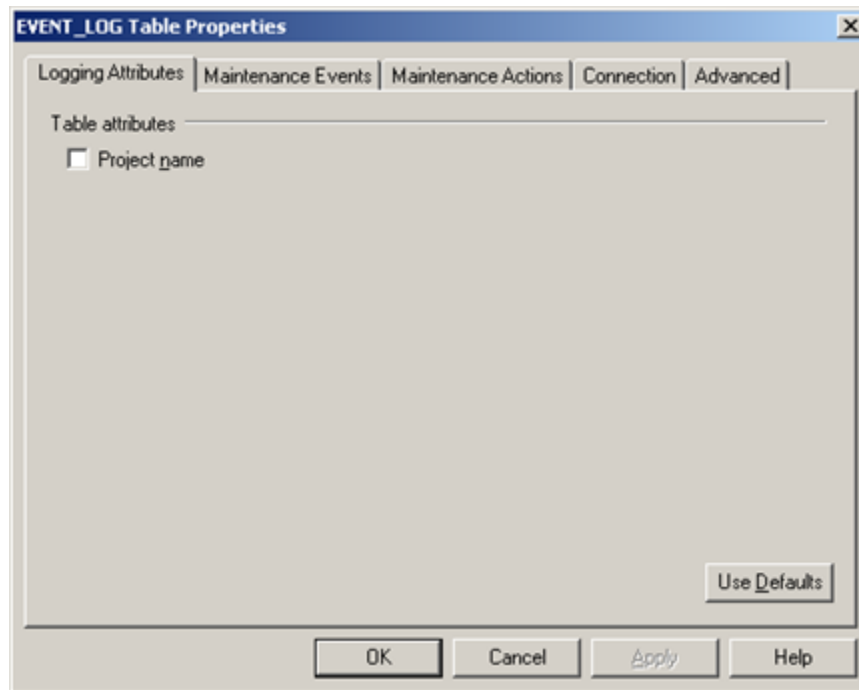 EVENT_LOG Table Properties
Logging Attributes Maintenance Events Maintenance Actions Connection Advanced
Table attributes
Project name
Use Defaults
OK Cancel Apply Help